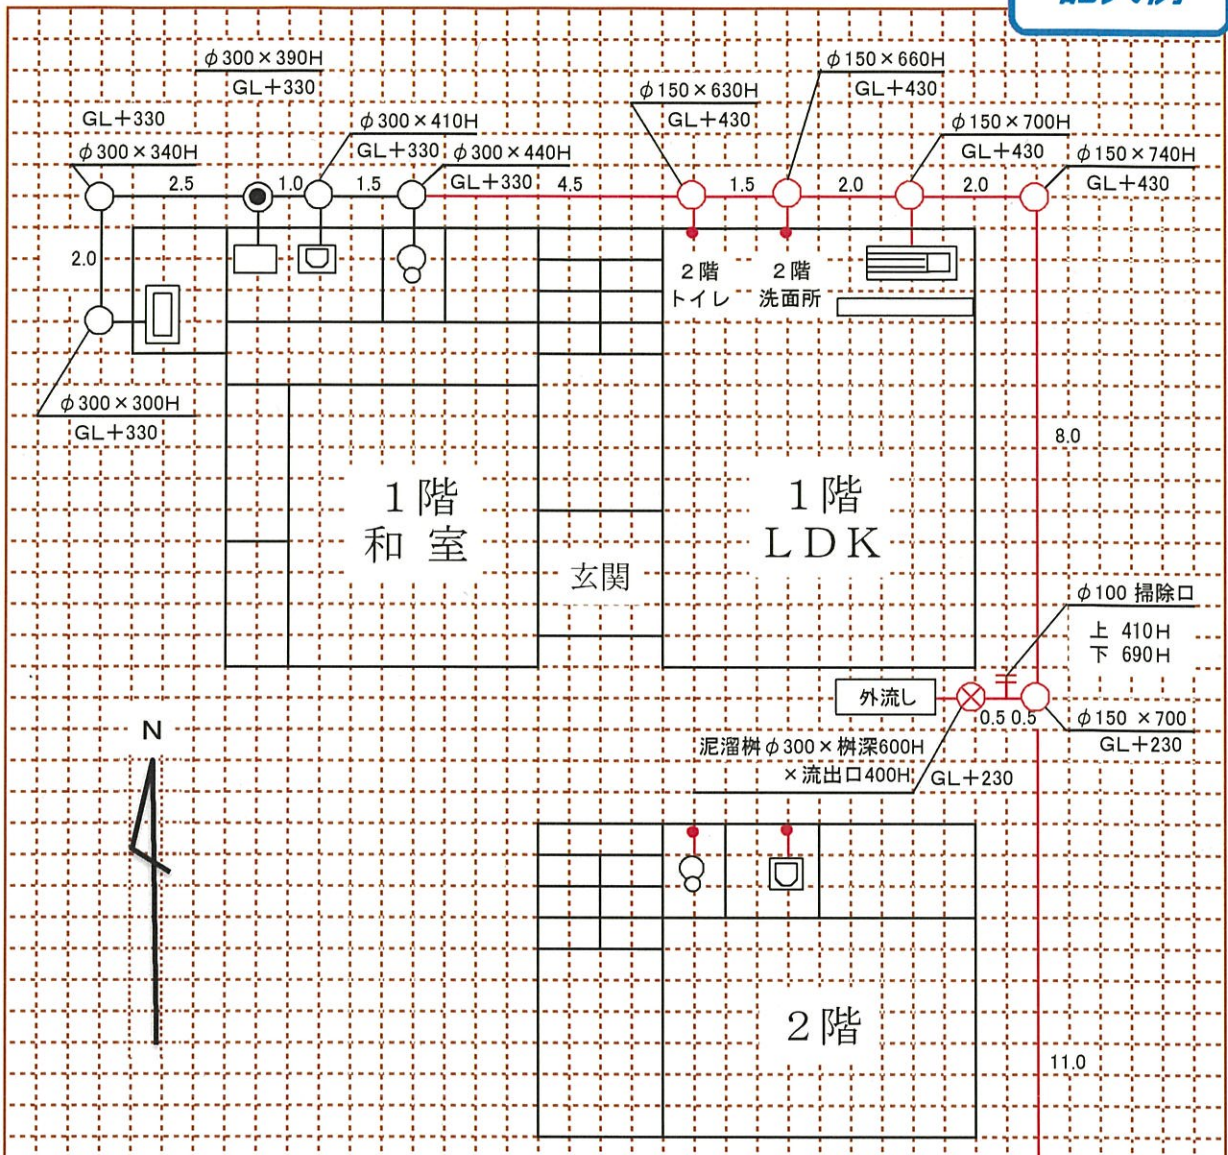 φ300×390H
GL+330
φ150×660H
GL+430
φ150×630H
GL+430
GL+330
φ300×340H
φ300×410H
GL+330
φ300×440H
GL+330
φ150×700H
GL+430
φ150×740H
GL+430
2.5
1.0
1.5
4.5
1.5
2.0
2.0
2.0
2階
トイレ
2階
洗面所
φ300×300H
GL+330
8.0
1階
和室
1階
LDK
玄関
φ100 掃除口
上 410H
下 690H
外流し
0.5 0.5
φ150 ×700
GL+230
泥溜桝φ300×桝深600H
×流出口400H
GL+230
N
2階
11.0